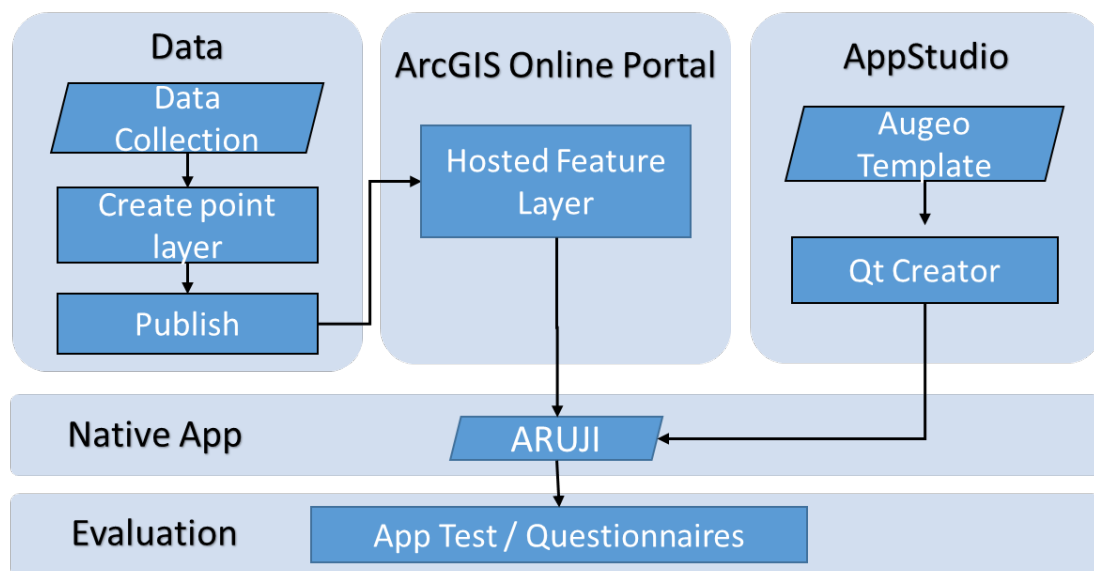 Data
Data
Collection
Create point
layer
Publish
ArcGIS Online Portal
Hosted Feature
Layer
AppStudio
Augeo
Template
Qt Creator
Native App
ARUJI
Evaluation
App Test / Questionnaires